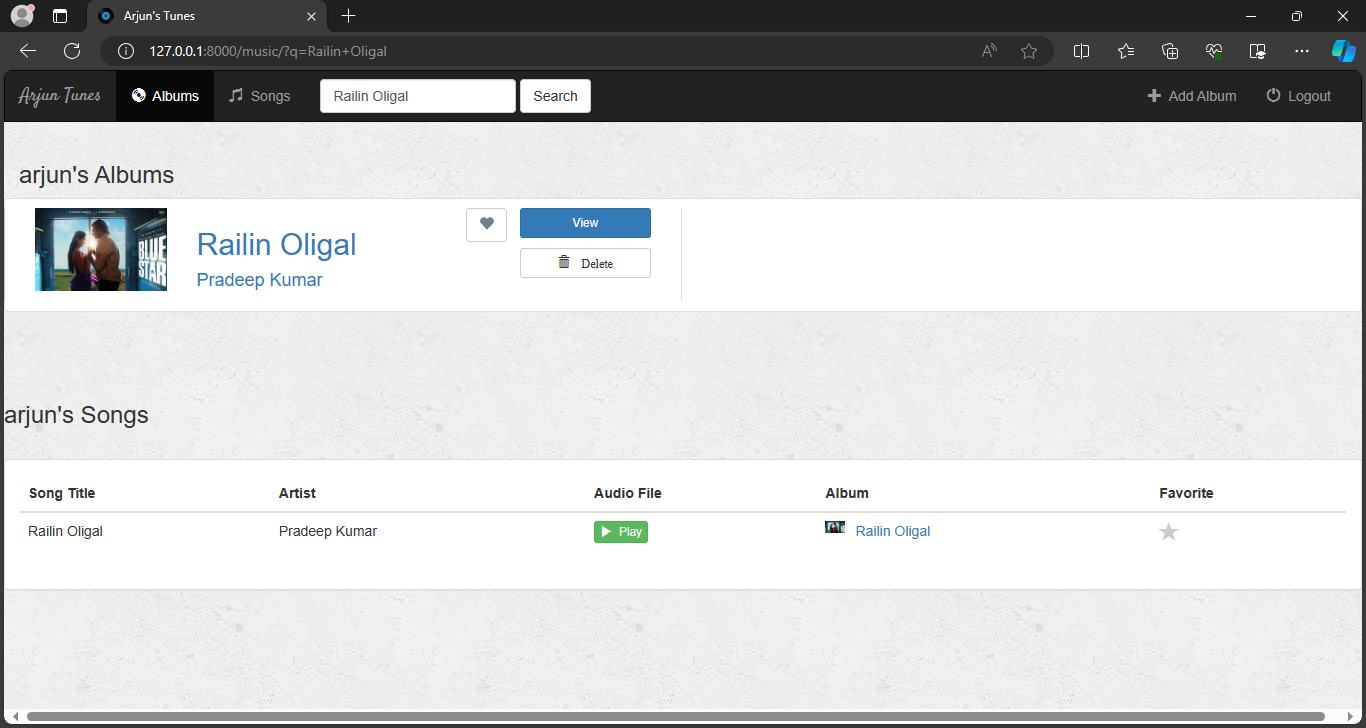 Arjun's Tunes
127.0.0.1:8000/music/?q=Railin+Oligal
Arjun Tunes Albums Songs Railin Oligal Search Add Album Logout
arjun's Albums
BLUE STAR
Railin Oligal
Pradeep Kumar
View
Delete
arjun's Songs
Song Title Artist Audio File Album Favorite
Railin Oligal Pradeep Kumar Play Railin Oligal